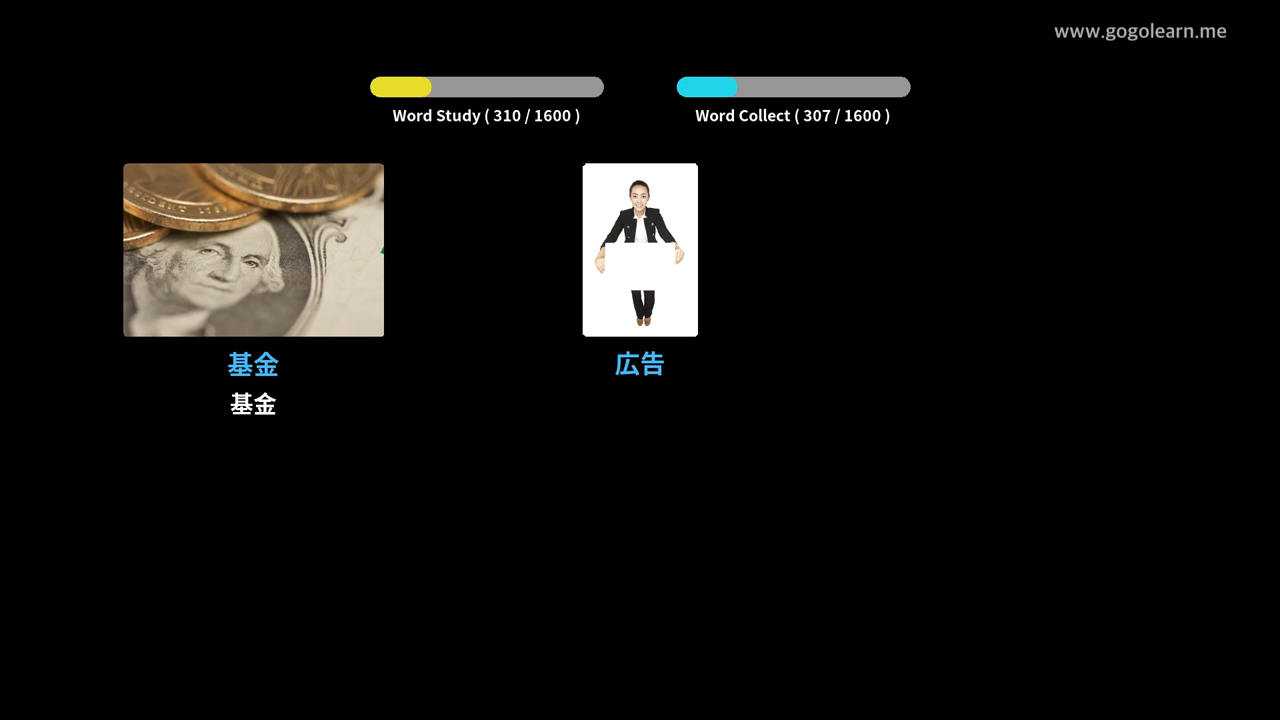 www.gogolearn.me
Word Study ( 310 / 1600 )
Word Collect ( 307 / 1600 )
基金
基金
広告